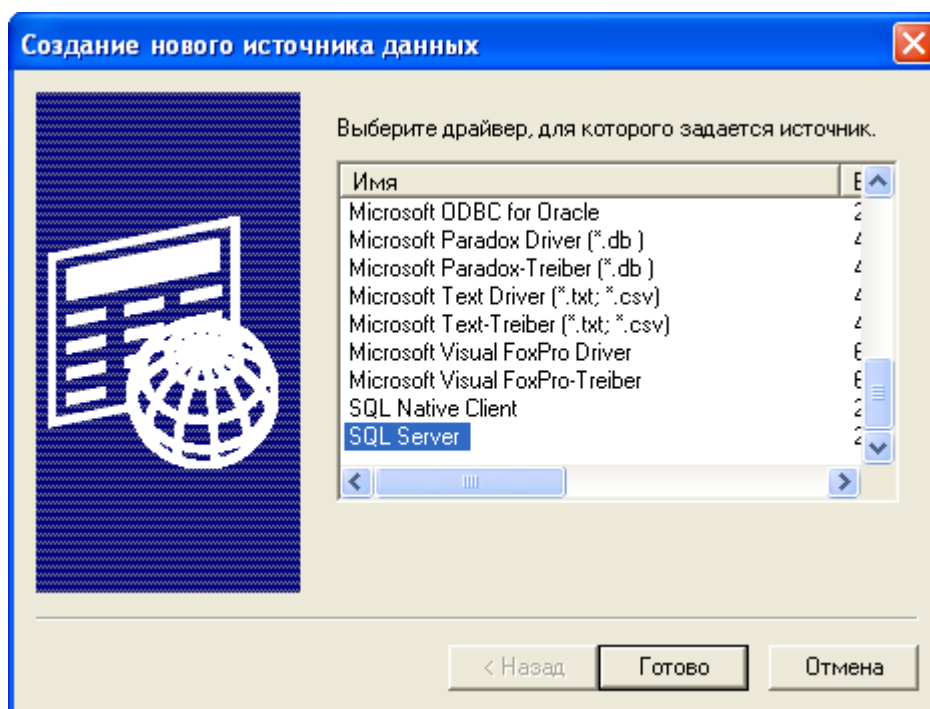 Создание нового источника данных
Выберите драйвер, для которого задается источник.
Имя
Microsoft ODBC for Oracle
Microsoft Paradox Driver (*.db )
Microsoft Paradox-Treiber (*.db )
Microsoft Text Driver (*.txt; *.csv)
Microsoft Text-Treiber (*.txt; *.csv)
Microsoft Visual FoxPro Driver
Microsoft Visual FoxPro-Treiber
SQL Native Client
SQL Server
< Назад Готово Отмена